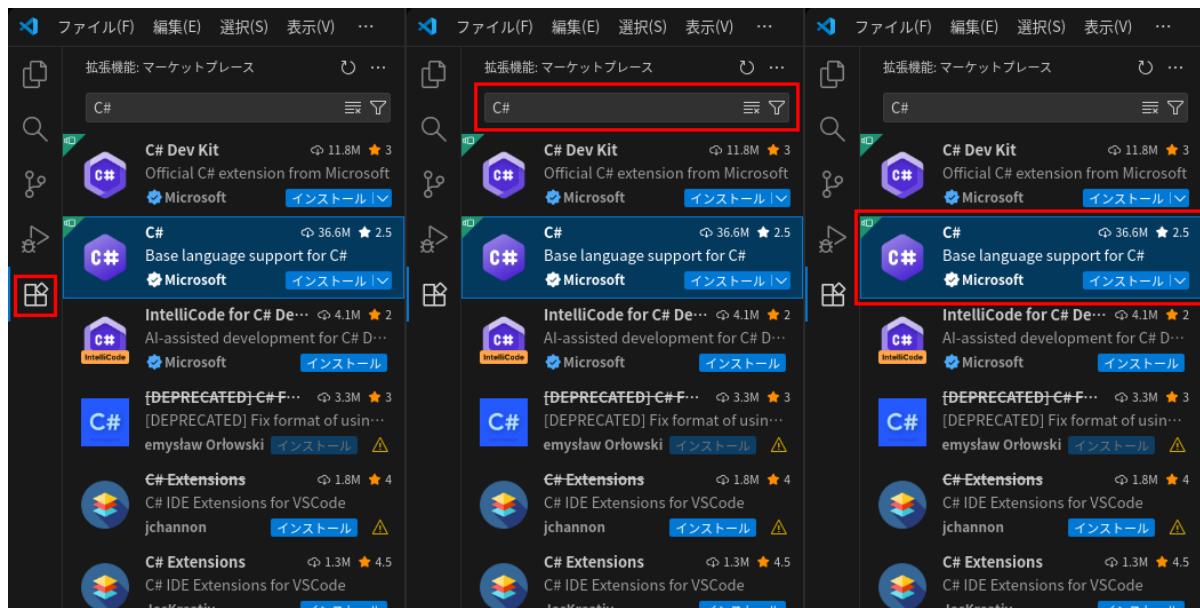 ファイル(F) 編集(E) 選択(S) 表示(V) …
拡張機能: マーケットプレース
C#
C#
C# Dev Kit 11.8M 3
Official C# extension from Microsoft
Microsoft インストール
C#
C# 36.6M 2.5
Base language support for C#
Microsoft インストール
C#
IntelliCode
IntelliCode for C# De… 4.1M 2
AI-assisted development for C# D…
Microsoft インストール
C#
[DEPRECATED] C# F… 3.3M 3
[DEPRECATED] Fix format of usin…
emysław Orłowski インストール
C# Extensions 1.8M 4
C# IDE Extensions for VSCode
jchannon インストール
C# Extensions 1.3M 4.5
C# IDE Extensions for VSCode
ファイル(F) 編集(E) 選択(S) 表示(V) …
拡張機能: マーケットプレース
C#
C#
C# Dev Kit 11.8M 3
Official C# extension from Microsoft
Microsoft インストール
C#
C# 36.6M 2.5
Base language support for C#
Microsoft インストール
C#
IntelliCode
IntelliCode for C# De… 4.1M 2
AI-assisted development for C# D…
Microsoft インストール
C#
[DEPRECATED] C# F… 3.3M 3
[DEPRECATED] Fix format of usin…
emysław Orłowski インストール
C# Extensions 1.8M 4
C# IDE Extensions for VSCode
jchannon インストール
C# Extensions 1.3M 4.5
C# IDE Extensions for VSCode
ファイル(F) 編集(E) 選択(S) 表示(V) …
拡張機能: マーケットプレース
C#
C#
C# Dev Kit 11.8M 3
Official C# extension from Microsoft
Microsoft インストール
C#
C# 36.6M 2.5
Base language support for C#
Microsoft インストール
C#
IntelliCode
IntelliCode for C# De… 4.1M 2
AI-assisted development for C# D…
Microsoft インストール
C#
[DEPRECATED] C# F… 3.3M 3
[DEPRECATED] Fix format of usin…
emysław Orłowski インストール
C# Extensions 1.8M 4
C# IDE Extensions for VSCode
jchannon インストール
C# Extensions 1.3M 4.5
C# IDE Extensions for VSCode